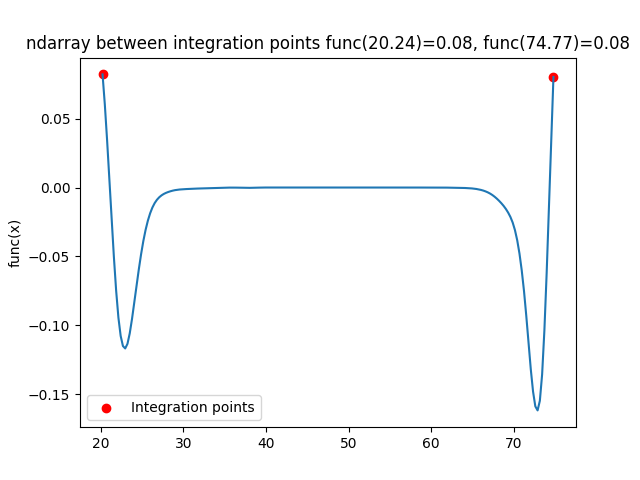 ndarray between integration points func(20.24)=0.08, func(74.77)=0.08
func(x)
0.05
0.00
−0.05
−0.10
−0.15
Integration points
20 30 40 50 60 70